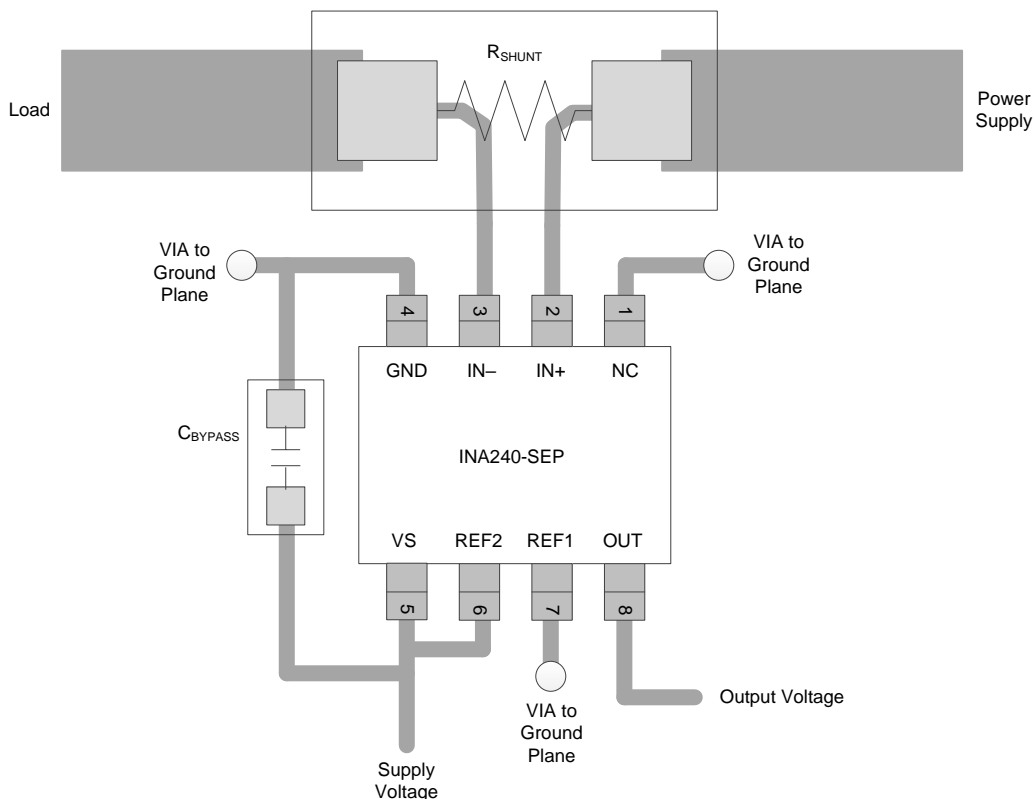 RSHUNT
Load
Power
Supply
VIA to
Ground
Plane
VIA to
Ground
Plane
4
3
2
1
GND
IN–
IN+
NC
CBYPASS
INA240-SEP
VS
REF2
REF1
OUT
5
6
7
8
Output Voltage
VIA to
Ground
Plane
Supply
Voltage